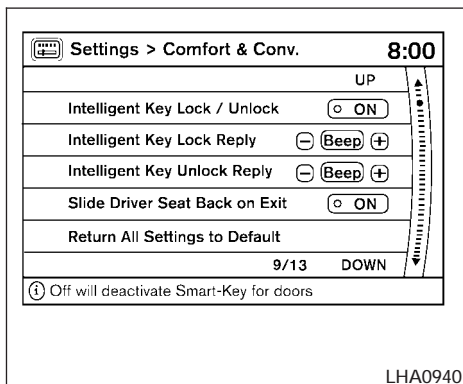 Settings > Comfort & Conv. 8:00
UP
Intelligent Key Lock / Unlock ON
Intelligent Key Lock Reply − Beep +
Intelligent Key Unlock Reply − Beep +
Slide Driver Seat Back on Exit ON
Return All Settings to Default
9/13 DOWN
i Off will deactivate Smart-Key for doors
LHA0940